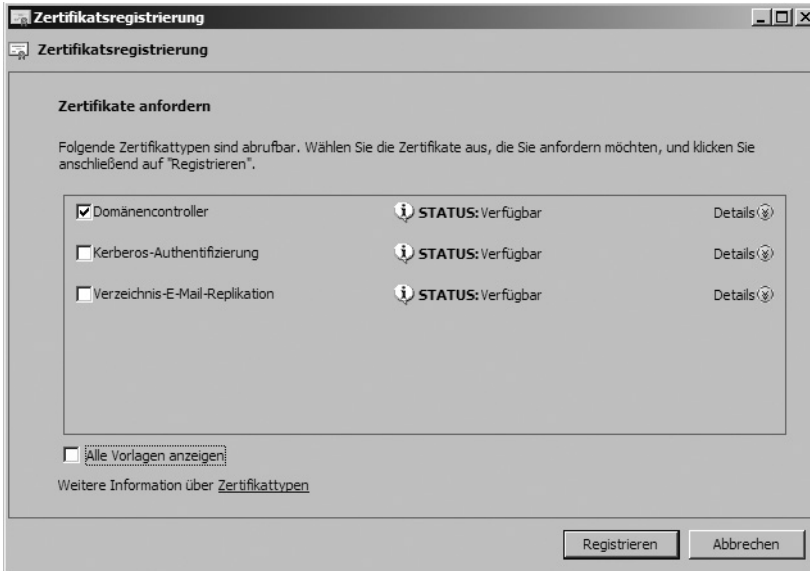 Zertifikatsregistrierung
Zertifikatsregistrierung
Zertifikate anfordern
Folgende Zertifikattypen sind abrufbar. Wählen Sie die Zertifikate aus, die Sie anfordern möchten, und klicken Sie
anschließend auf "Registrieren".
Domänencontroller STATUS: Verfügbar Details
Kerberos-Authentifizierung STATUS: Verfügbar Details
Verzeichnis-E-Mail-Replikation STATUS: Verfügbar Details
Alle Vorlagen anzeigen
Weitere Information über Zertifikattypen
Registrieren Abbrechen